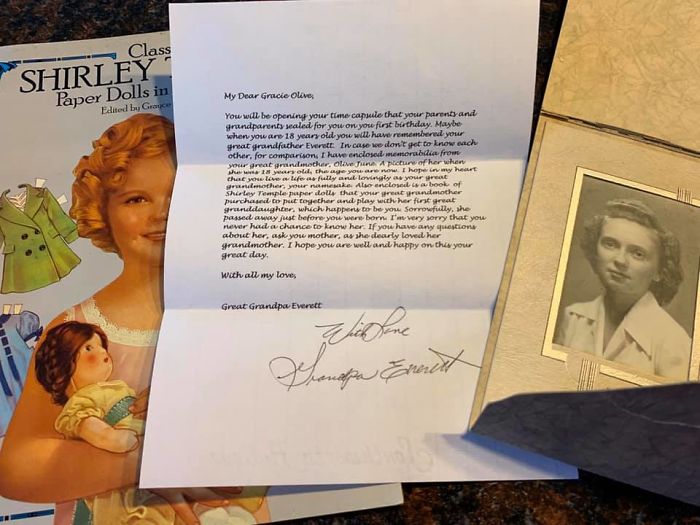 Class
SHIRLEY T
Paper Dolls in
Edited by Grayce
My Dear Gracie Olive,
You will be opening your time capsule that your parents and
grandparents sealed for you on you first birthday. Maybe
when you are 18 years old you will have remembered your
great grandfather Everett. In case we don't get to know each
other, for comparison, I have enclosed memorabilia from
your great grandmother, Olive June. A picture of her when
she was 18 years old, the age you are now. I hope in my heart
that you live a life as fully and lovingly as your great
grandmother, your namesake. Also enclosed is a book of
Shirley Temple paper dolls that your great grandmother
purchased to put together and play with her first great
granddaughter, which happens to be you. Sorrowfully, she
passed away just before you were born. I'm very sorry that you
never had a chance to know her. If you have any questions
about her, ask you mother, as she dearly loved her
grandmother. I hope you are well and happy on this your
great day.
With all my love,
Great Grandpa Everett
With Love
Grandpa Everett